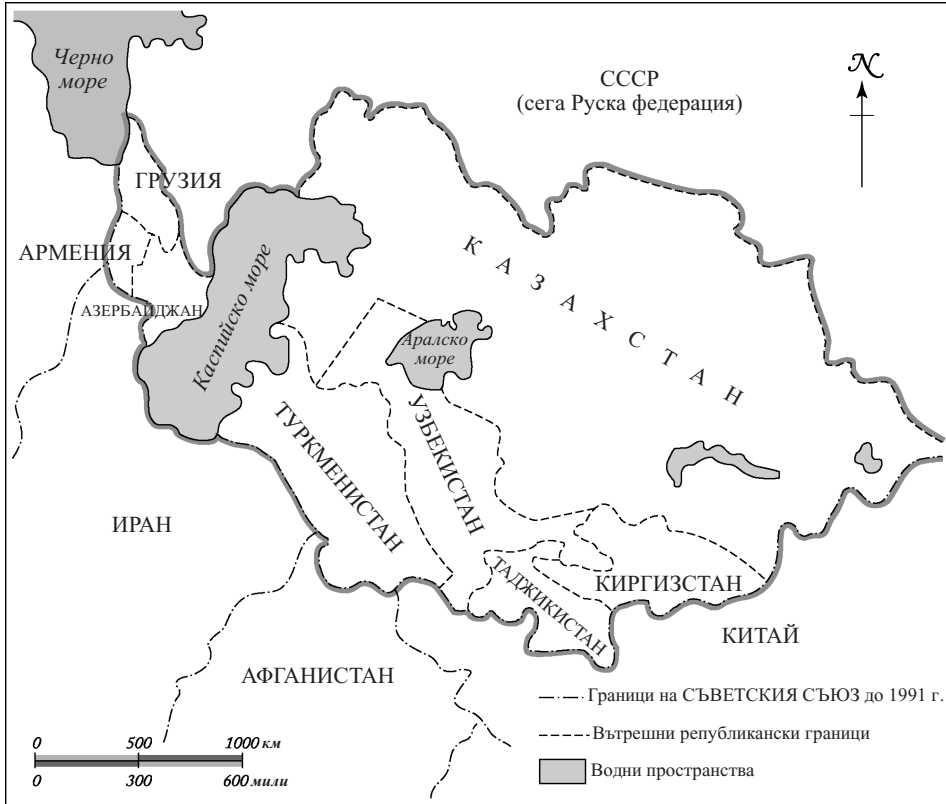 Черно
море
СССР
(сега Руска федерация)
N
ГРУЗИЯ
АРМЕНИЯ
АЗЕРБАЙДЖАН
Каспийско море
КАЗАХСТАН
Аралско
море
ТУРКМЕНИСТАН
УЗБЕКИСТАН
ИРАН
ТАДЖИКИСТАН
КИРГИЗСТАН
КИТАЙ
АФГАНИСТАН
Граници на СЪВЕТСКИЯ СЪЮЗ до 1991 г.
Вътрешни републикански граници
Водни пространства
0 500 1000 км
0 300 600 мили